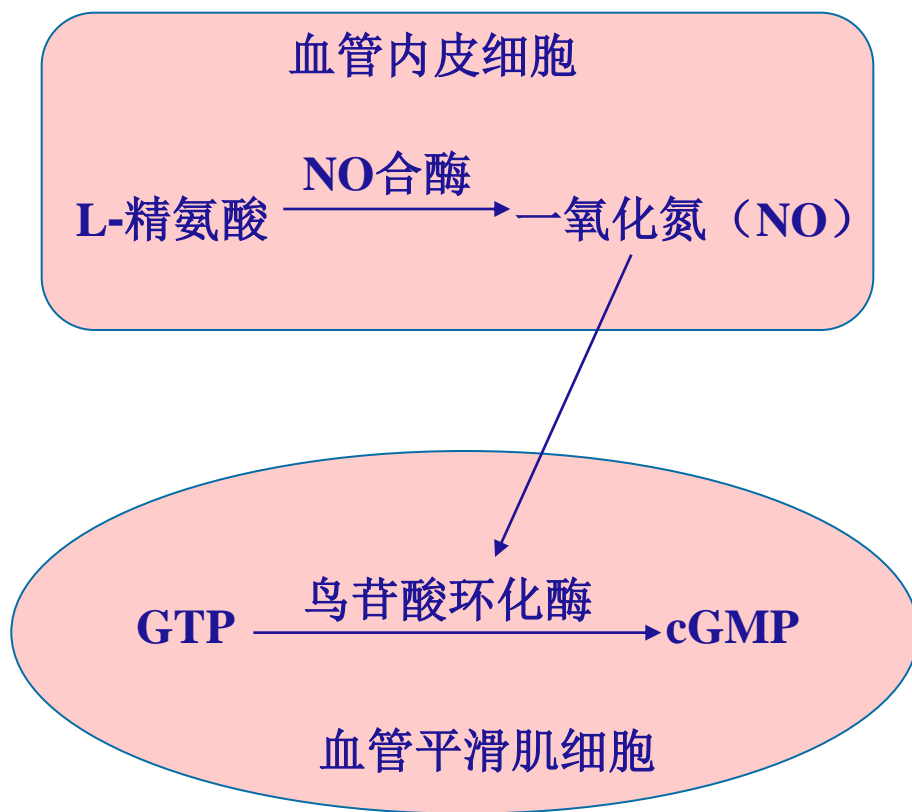 血管内皮细胞
NO合酶
L-精氨酸
一氧化氮（NO）
鸟苷酸环化酶
GTP
cGMP
血管平滑肌细胞